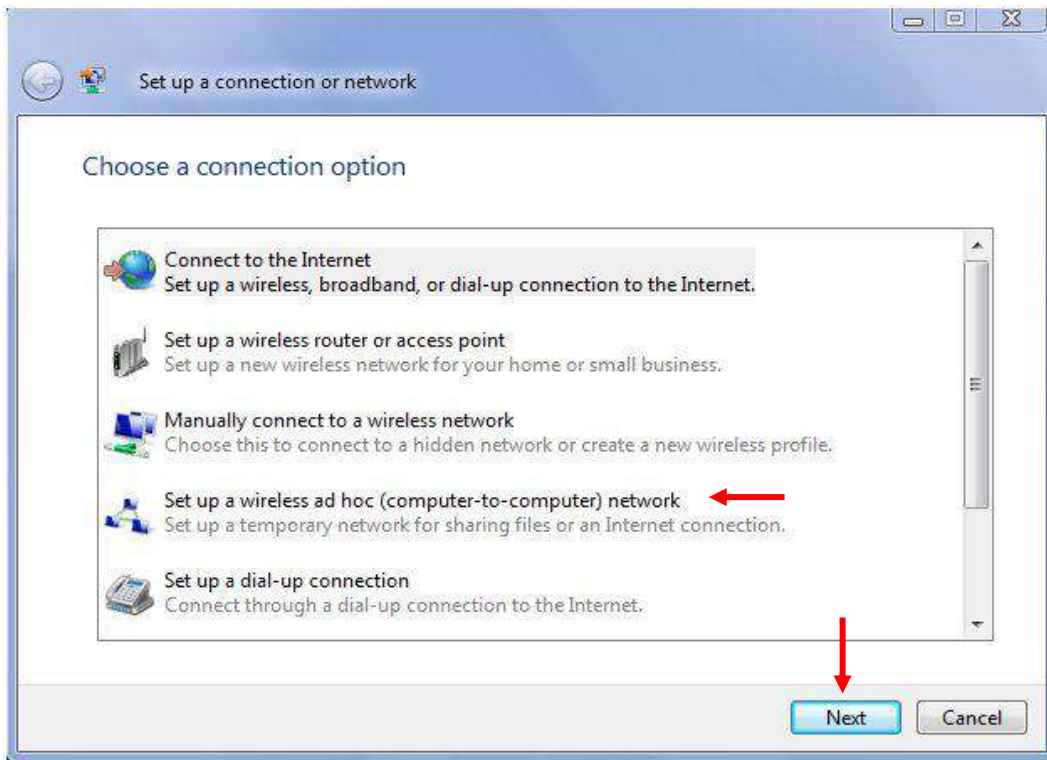 Set up a connection or network
Choose a connection option
Connect to the Internet
Set up a wireless, broadband, or dial-up connection to the Internet.
Set up a wireless router or access point
Set up a new wireless network for your home or small business.
Manually connect to a wireless network
Choose this to connect to a hidden network or create a new wireless profile.
Set up a wireless ad hoc (computer-to-computer) network
Set up a temporary network for sharing files or an Internet connection.
Set up a dial-up connection
Connect through a dial-up connection to the Internet.
Next Cancel